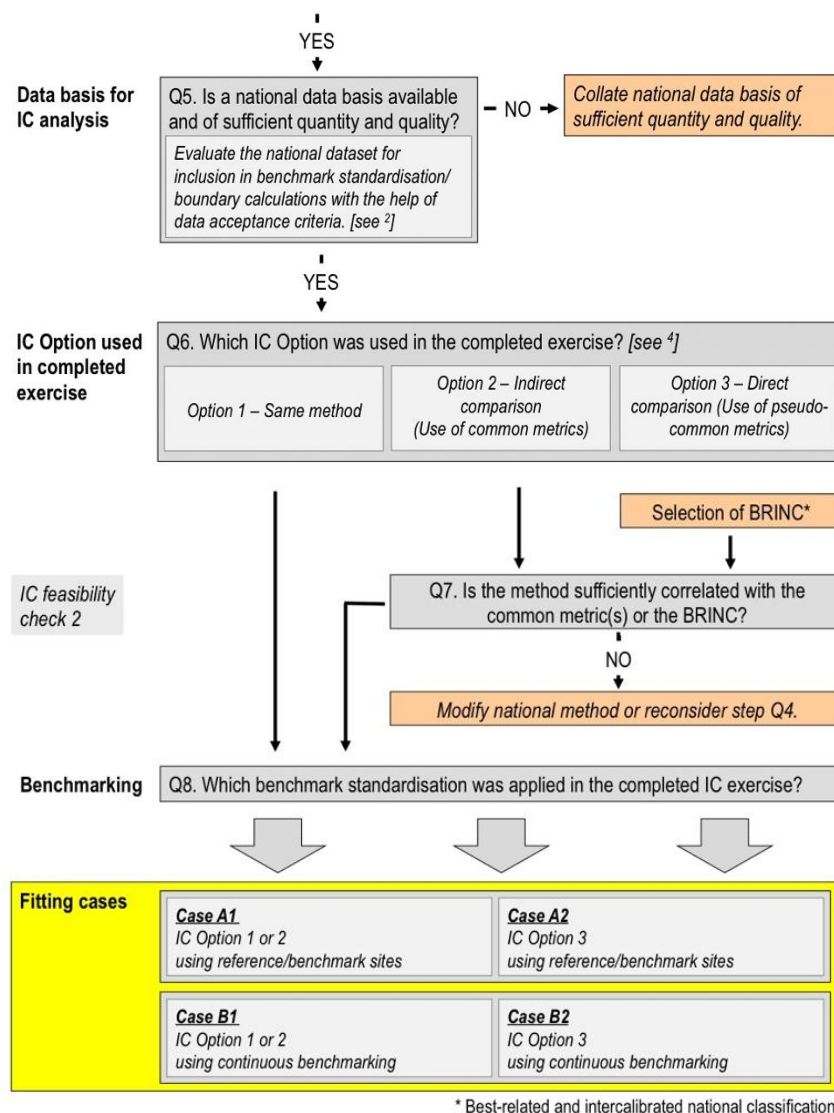 YES
Data basis for
IC analysis
Q5. Is a national data basis available
and of sufficient quantity and quality?
Evaluate the national dataset for
inclusion in benchmark standardisation/
boundary calculations with the help of
data acceptance criteria. [see ²]
NO
Collate national data basis of
sufficient quantity and quality.
YES
IC Option used
in completed
exercise
Q6. Which IC Option was used in the completed exercise? [see ⁴]
Option 1 – Same method
Option 2 – Indirect
comparison
(Use of common metrics)
Option 3 – Direct
comparison (Use of pseudo-
common metrics)
Selection of BRINC*
IC feasibility
check 2
Q7. Is the method sufficiently correlated with the
common metric(s) or the BRINC?
NO
Modify national method or reconsider step Q4.
Benchmarking
Q8. Which benchmark standardisation was applied in the completed IC exercise?
Fitting cases
Case A1
IC Option 1 or 2
using reference/benchmark sites
Case A2
IC Option 3
using reference/benchmark sites
Case B1
IC Option 1 or 2
using continuous benchmarking
Case B2
IC Option 3
using continuous benchmarking
* Best-related and intercalibrated national classification